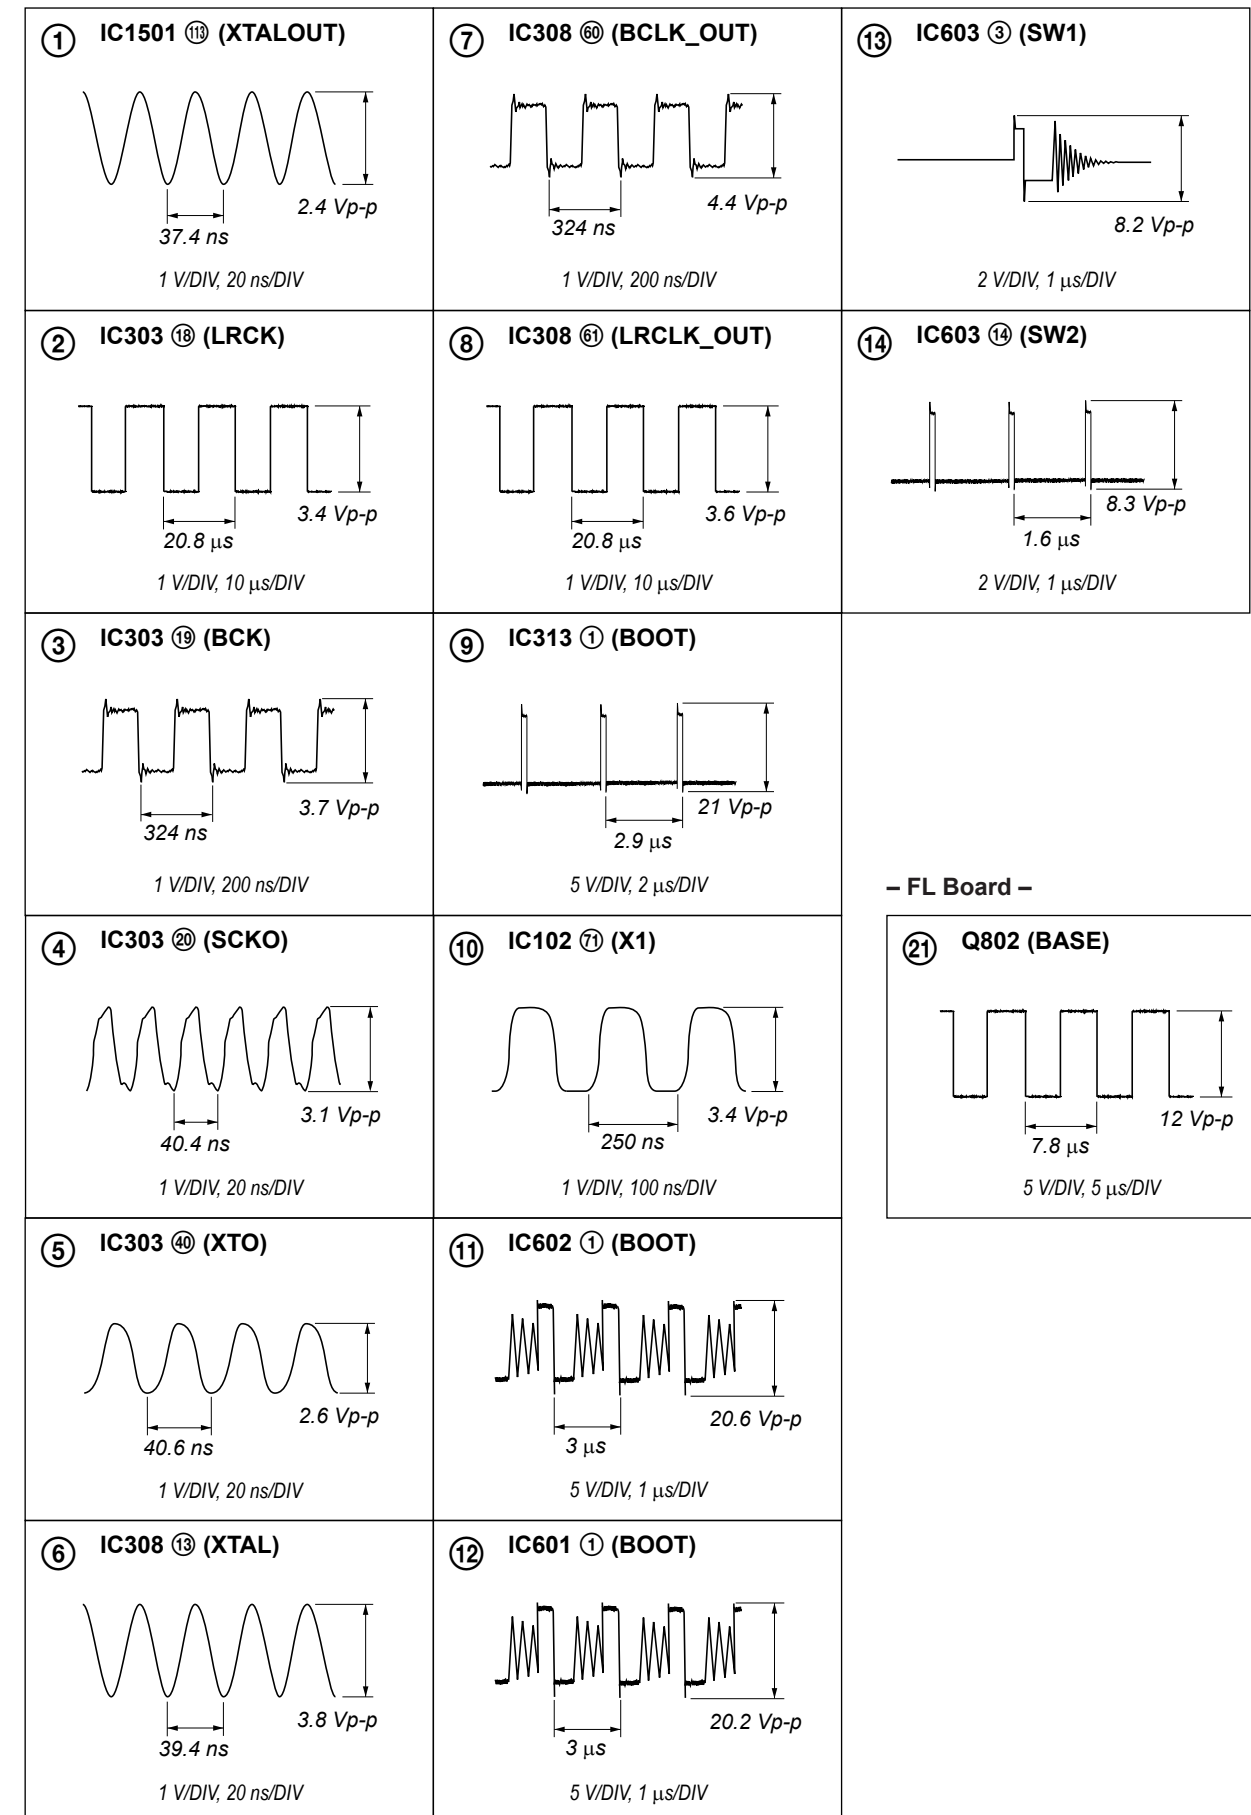 ① IC1501 ⑪⑬ (XTALOUT)
2.4 Vp-p
37.4 ns
1 V/DIV, 20 ns/DIV
② IC303 ⑱ (LRCK)
3.4 Vp-p
20.8 µs
1 V/DIV, 10 µs/DIV
③ IC303 ⑲ (BCK)
3.7 Vp-p
324 ns
1 V/DIV, 200 ns/DIV
④ IC303 ⑳ (SCKO)
3.1 Vp-p
40.4 ns
1 V/DIV, 20 ns/DIV
⑤ IC303 ㊵ (XTO)
2.6 Vp-p
40.6 ns
1 V/DIV, 20 ns/DIV
⑥ IC308 ⑬ (XTAL)
3.8 Vp-p
39.4 ns
1 V/DIV, 20 ns/DIV
⑦ IC308 60 (BCLK_OUT)
4.4 Vp-p
324 ns
1 V/DIV, 200 ns/DIV
⑧ IC308 61 (LRCLK_OUT)
3.6 Vp-p
20.8 µs
1 V/DIV, 10 µs/DIV
⑨ IC313 ① (BOOT)
21 Vp-p
2.9 µs
5 V/DIV, 2 µs/DIV
⑩ IC102 71 (X1)
3.4 Vp-p
250 ns
1 V/DIV, 100 ns/DIV
⑪ IC602 ① (BOOT)
20.6 Vp-p
3 µs
5 V/DIV, 1 µs/DIV
⑫ IC601 ① (BOOT)
20.2 Vp-p
3 µs
5 V/DIV, 1 µs/DIV
⑬ IC603 ③ (SW1)
8.2 Vp-p
2 V/DIV, 1 µs/DIV
⑭ IC603 ⑭ (SW2)
8.3 Vp-p
1.6 µs
2 V/DIV, 1 µs/DIV
– FL Board –
㉑ Q802 (BASE)
12 Vp-p
7.8 µs
5 V/DIV, 5 µs/DIV